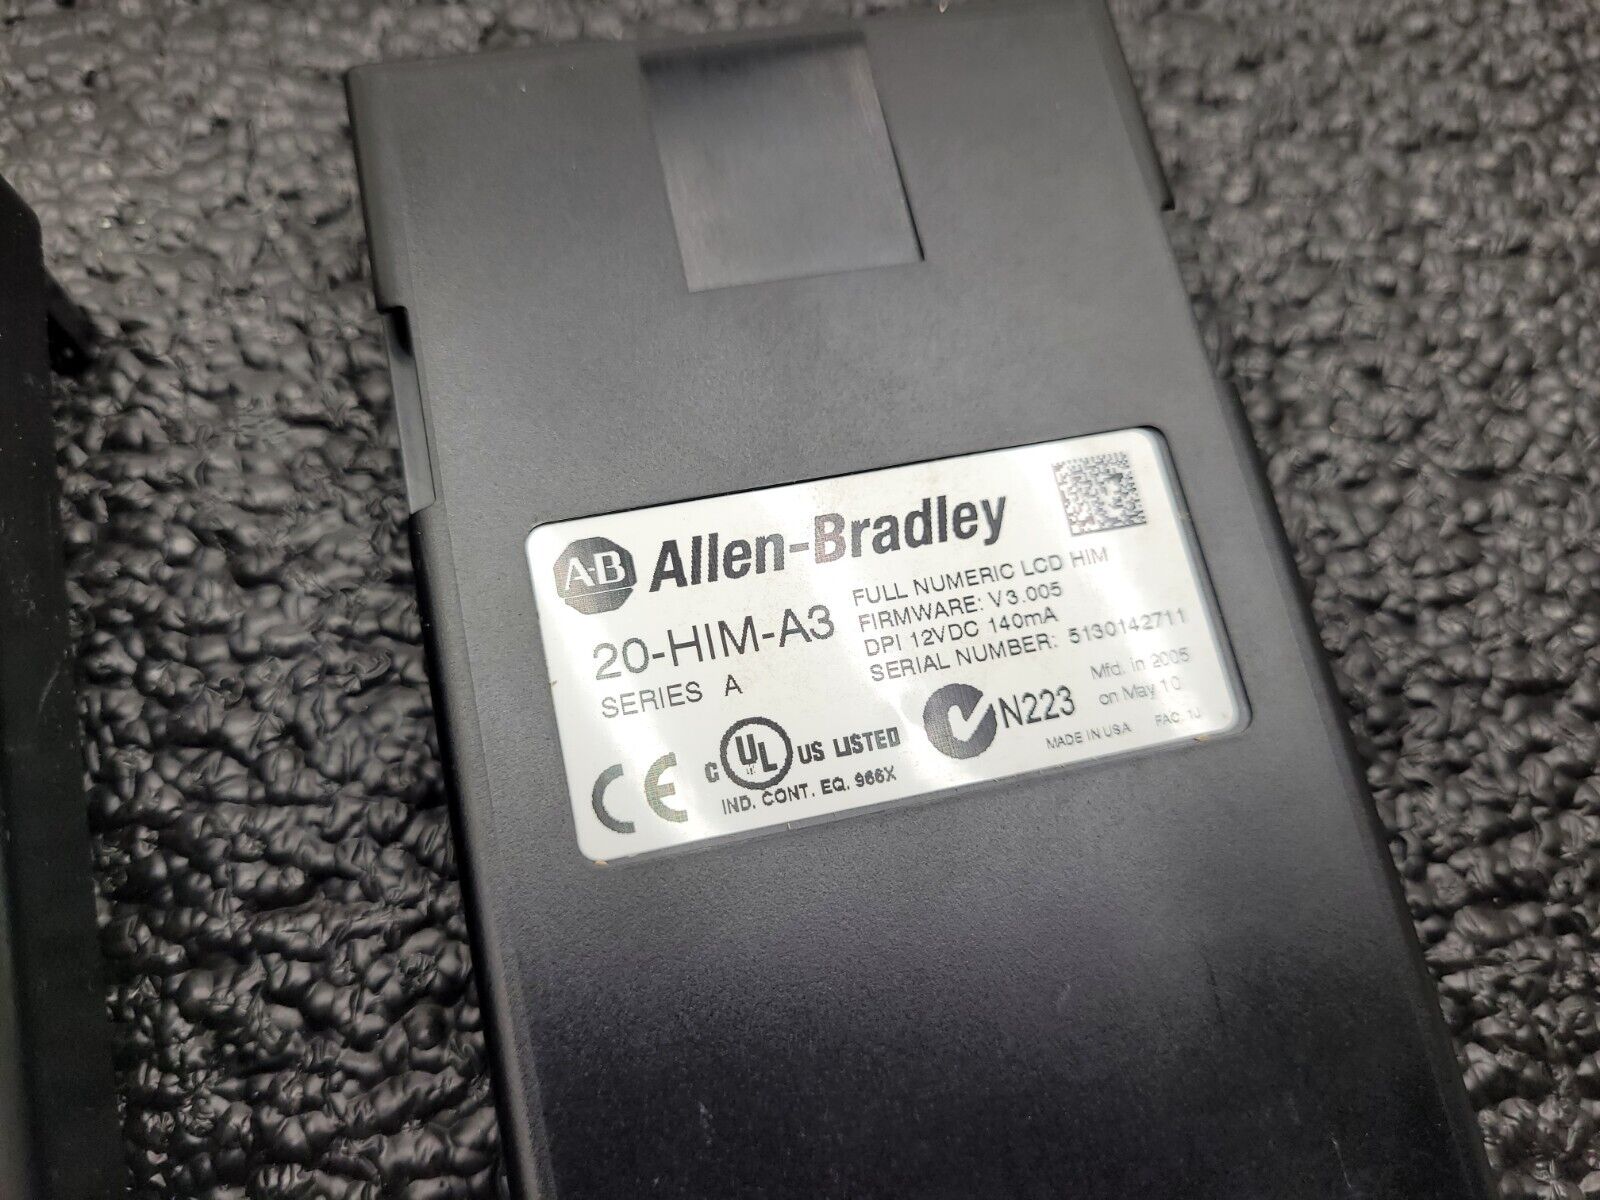 A-B Allen-Bradley
20-HIM-A3
SERIES A
FULL NUMERIC LCD HIM
FIRMWARE: V3.005
DPI 12VDC 140mA
SERIAL NUMBER: 5130142711
Mfd. in 2005
on May 10
N223
MADE IN USA FAC 1J
CE
C UL US LISTED
IND. CONT. EQ. 966X